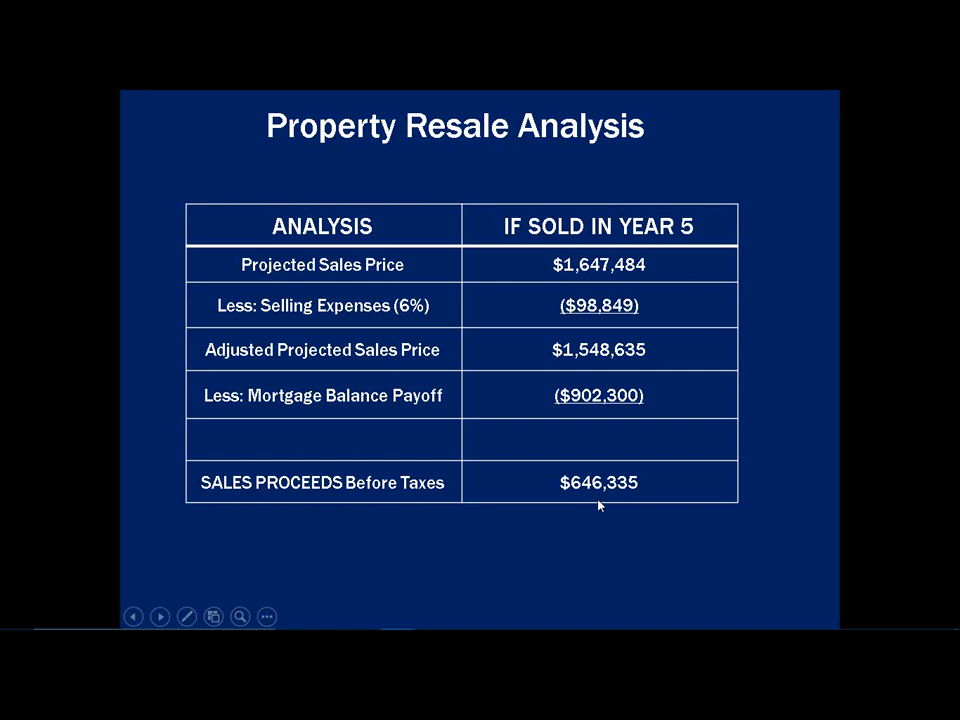 Property Resale Analysis
ANALYSIS IF SOLD IN YEAR 5
Projected Sales Price $1,647,484
Less: Selling Expenses (6%) ($98,849)
Adjusted Projected Sales Price $1,548,635
Less: Mortgage Balance Payoff ($902,300)
SALES PROCEEDS Before Taxes $646,335